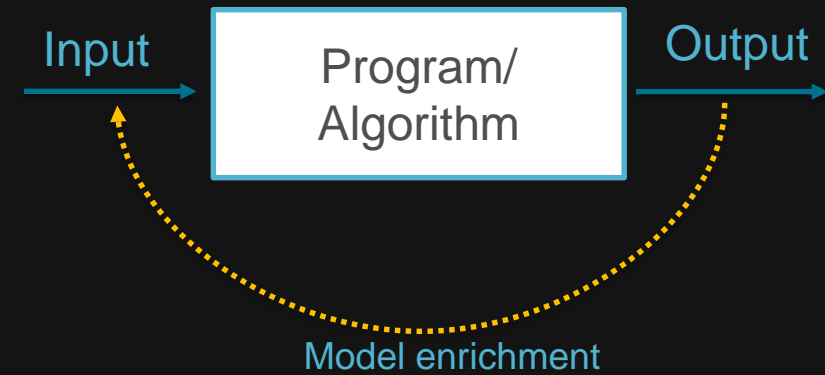 Input
Program/
Algorithm
Output
Model enrichment